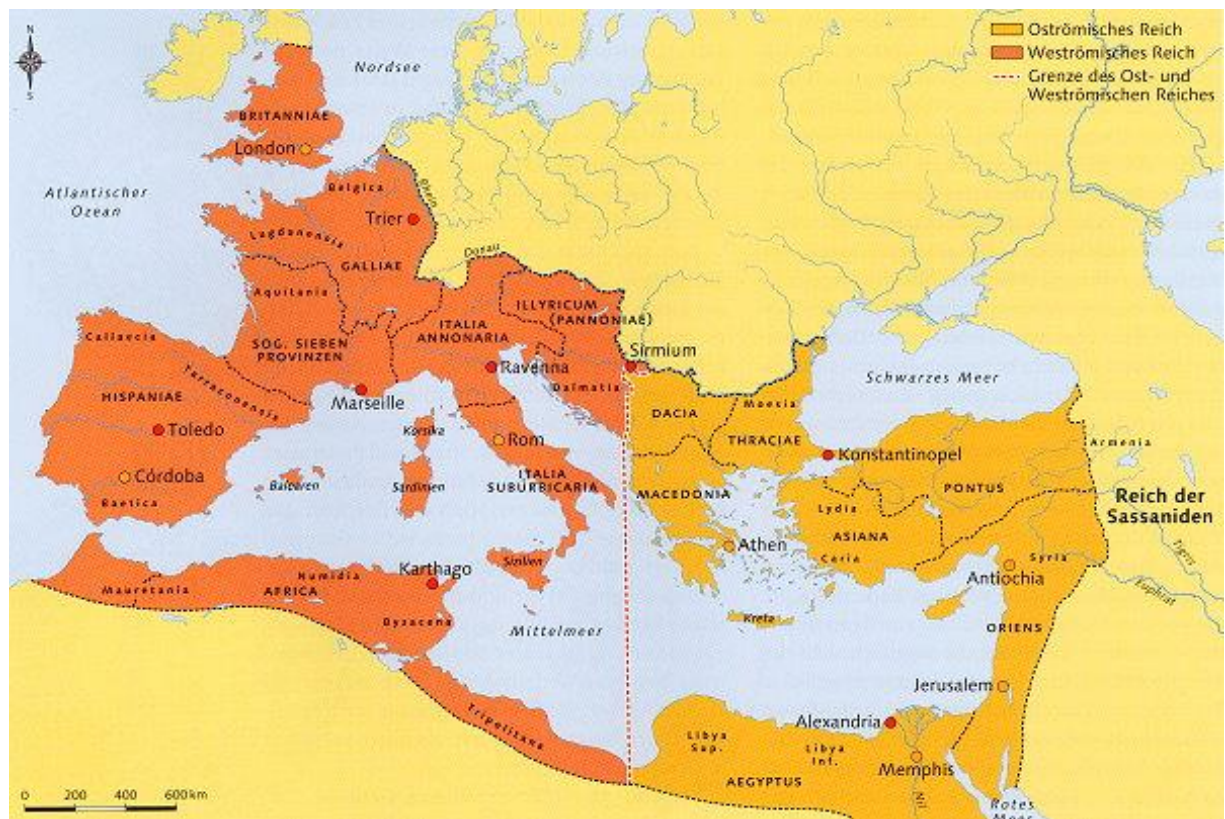 N
S
Nordsee
Oströmisches Reich
Weströmisches Reich
Grenze des Ost- und
Weströmischen Reiches
BRITANNIAE
London
Atlantischer
Ozean
Belgica
Rhein
Trier
Lugdonensis
Donau
GALLIAE
Aquitania
ILLYRICUM
(PANNONIAE)
ITALIA
ANNONARIA
SOG. SIEBEN
PROVINZEN
Callaecia
Sirmium
Ravenna
Tarraconensis
Dalmatia
Schwarzes Meer
HISPANIAE
Marseille
Moesia
DACIA
Toledo
Korsika
Rom
THRACIAE
Konstantinopel
Armenia
Córdoba
Balearen
Sardinien
ITALIA
SUBURBICARIA
MACEDONIA
PONTUS
Reich der
Sassaniden
Baetica
Lydia
ASIANA
Athen
Caria
Syria
Tigris
Sizilien
Karthago
Numidia
Mauretania
AFRICA
Antiochia
Euphrat
Byzacena
Mittelmeer
Kreta
ORIENS
Jerusalem
Tripolitana
Alexandria
Libya
Sup.
Libya
Inf.
AEGYPTUS
Memphis
Nil
Rotes
Meer
0 200 400 600 km